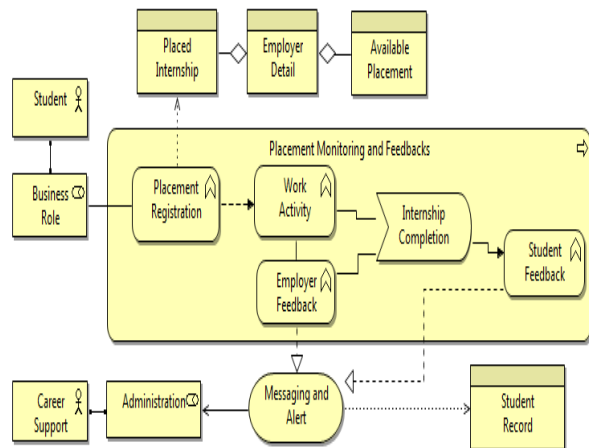 Placed
Internship
Employer
Detail
Available
Placement
Student
Placement Monitoring and Feedbacks
Business
Role
Placement
Registration
Work
Activity
Internship
Completion
Employer
Feedback
Student
Feedback
Career
Support
Administration
Messaging and
Alert
Student
Record